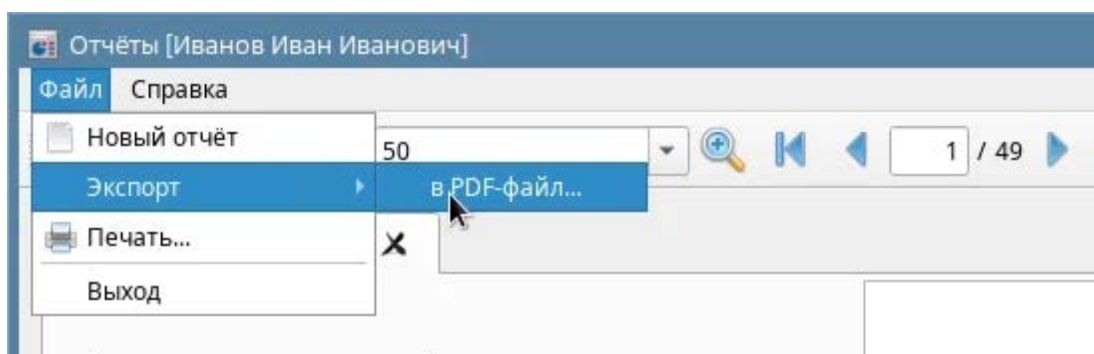 Отчёты [Иванов Иван Иванович]
Файл Справка
Новый отчёт
50 1 / 49
Экспорт в PDF-файл...
Печать...
Выход